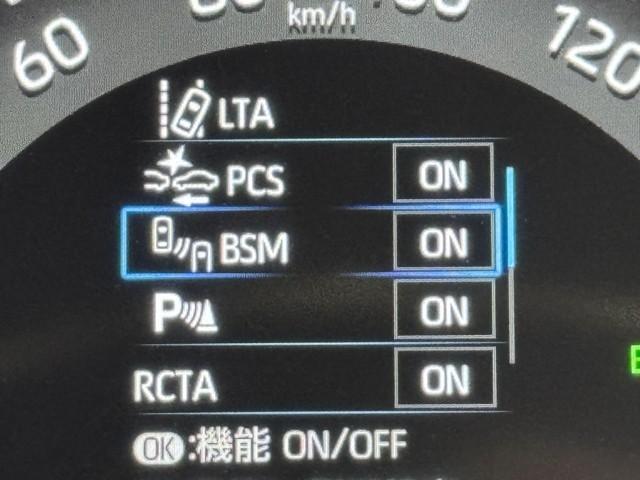 km/h
60
120
LTA
PCS ON
BSM ON
P ON
RCTA ON
OK:機能 ON/OFF